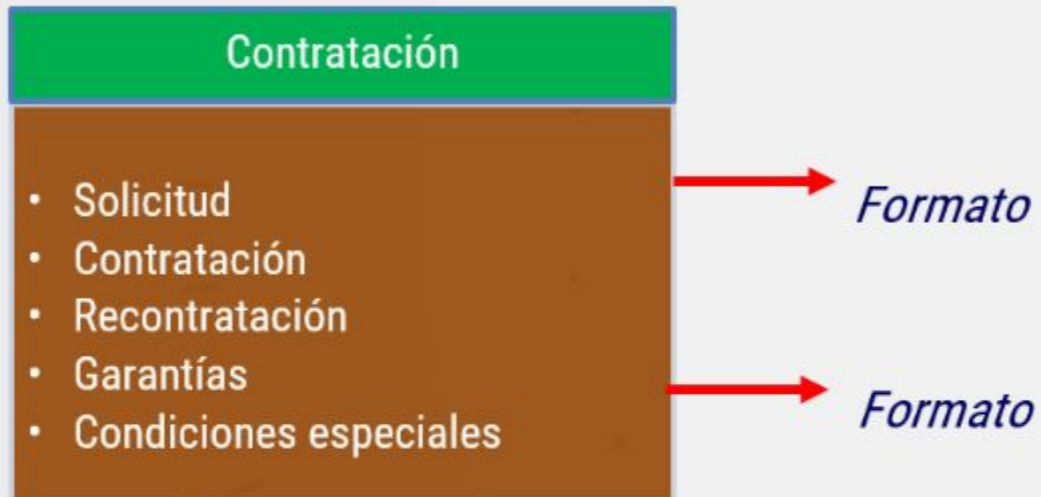 Contratación
• Solicitud
Formato
• Contratación
• Recontratación
• Garantías
Formato
• Condiciones especiales